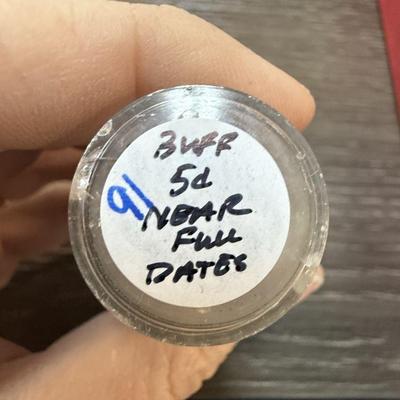 BUFF
5¢
91
NEAR
FULL
DATES